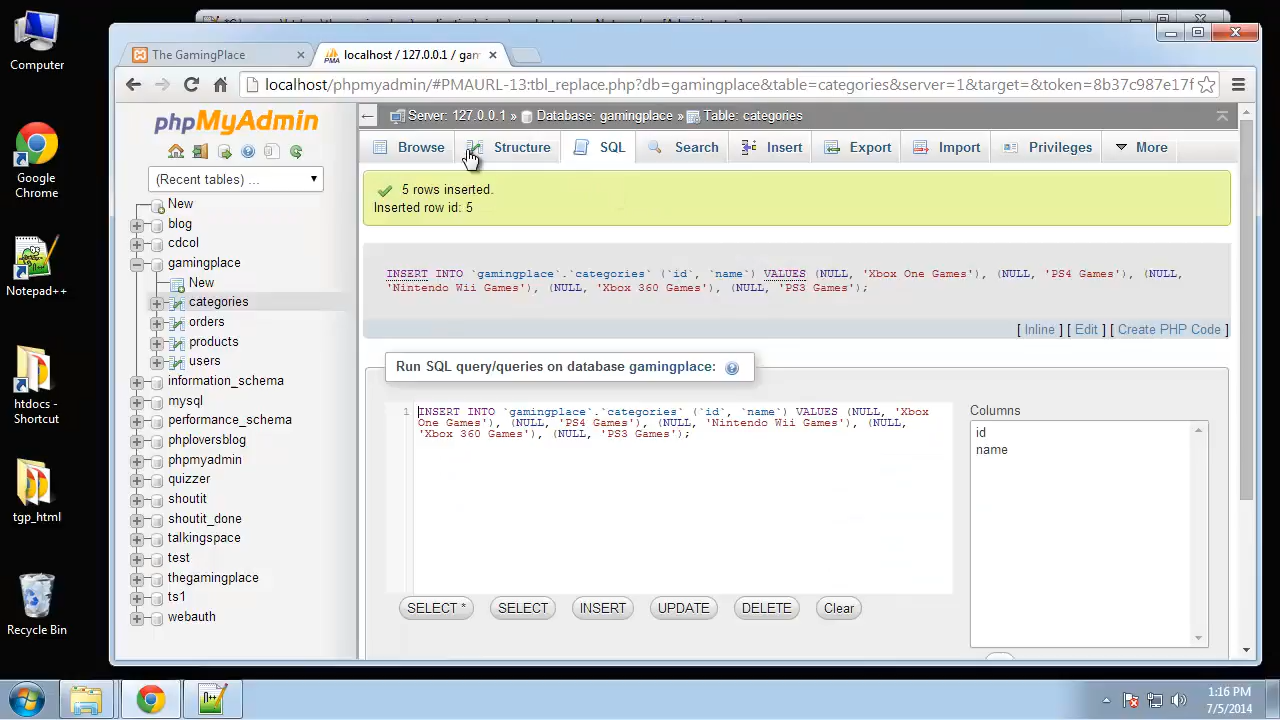 The GamingPlace
localhost / 127.0.0.1 / gam
localhost/phpmyadmin/#PMAURL-13:tbl_replace.php?db=gamingplace&table=categories&server=1&target=&token=8b37c987e17f
Computer
Google
Chrome
Notepad++
htdocs -
Shortcut
tgp_html
Recycle Bin
phpMyAdmin
(Recent tables) ...
New
blog
cdcol
gamingplace
New
categories
orders
products
users
information_schema
mysql
performance_schema
phploversblog
phpmyadmin
quizzer
shoutit
shoutit_done
talkingspace
test
thegamingplace
ts1
webauth
Server: 127.0.0.1 » Database: gamingplace » Table: categories
Browse Structure SQL Search Insert Export Import Privileges More
5 rows inserted.
Inserted row id: 5
INSERT INTO `gamingplace`.`categories` (`id`, `name`) VALUES (NULL, 'Xbox One Games'), (NULL, 'PS4 Games'), (NULL,
'Nintendo Wii Games'), (NULL, 'Xbox 360 Games'), (NULL, 'PS3 Games');
[ Inline ] [ Edit ] [ Create PHP Code ]
Run SQL query/queries on database gamingplace:
1 INSERT INTO `gamingplace`.`categories` (`id`, `name`) VALUES (NULL, 'Xbox
One Games'), (NULL, 'PS4 Games'), (NULL, 'Nintendo Wii Games'), (NULL,
'Xbox 360 Games'), (NULL, 'PS3 Games');
Columns
id
name
SELECT * SELECT INSERT UPDATE DELETE Clear
1:16 PM
7/5/2014